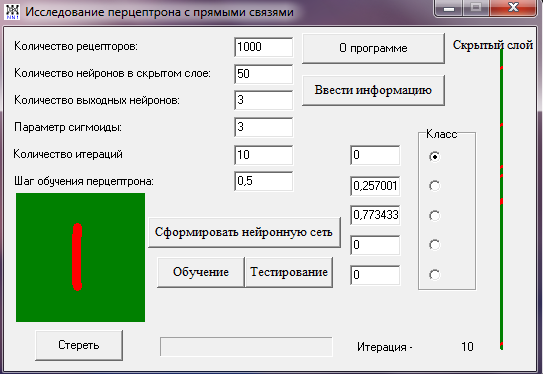 Исследование перцептрона с прямыми связями
Количество рецепторов: 1000
О программе
Скрытый слой
Количество нейронов в скрытом слое: 50
Ввести информацию
Количество выходных нейронов: 3
Параметр сигмоиды: 3
Класс
Количество итераций 10
0
Шаг обучения перцептрона: 0,5
0,257001
0,773433
Сформировать нейронную сеть
0
Обучение
Тестирование
0
Стереть
Итерация - 10